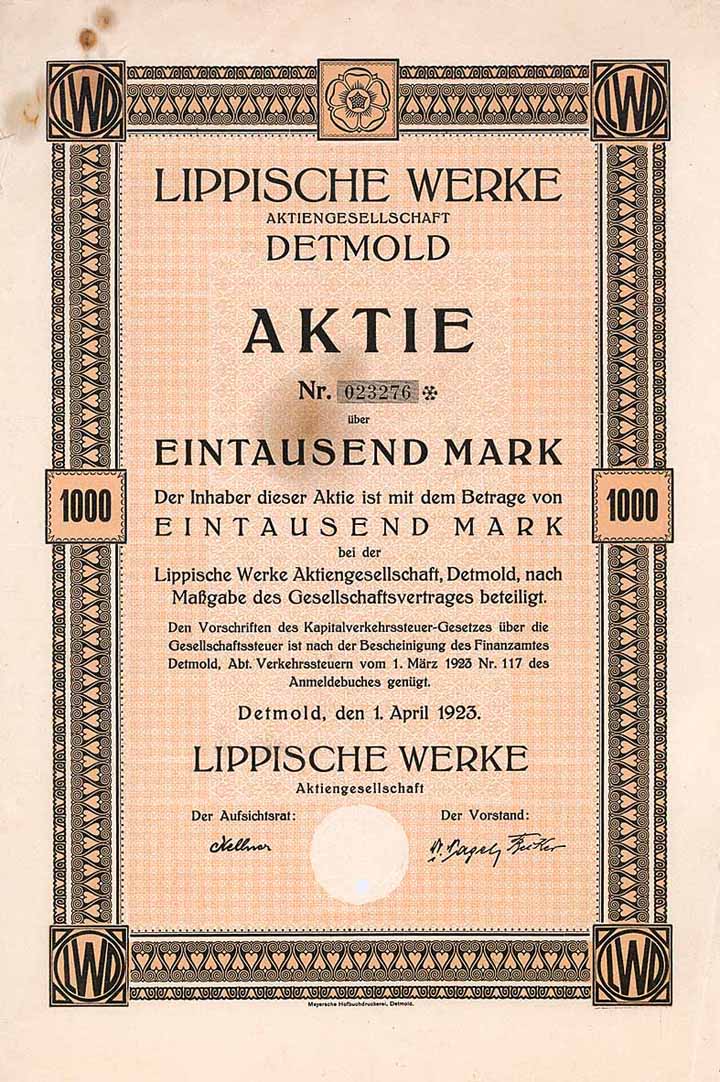 LWD LWD
LIPPISCHE WERKE
AKTIENGESELLSCHAFT
DETMOLD
AKTIE
Nr. 023276
über
EINTAUSEND MARK
1000 1000
Der Inhaber dieser Aktie ist mit dem Betrage von
EINTAUSEND MARK
bei der
Lippische Werke Aktiengesellschaft, Detmold, nach
Maßgabe des Gesellschaftsvertrages beteiligt.
Den Vorschriften des Kapitalverkehrssteuer-Gesetzes über die
Gesellschaftssteuer ist nach der Bescheinigung des Finanzamtes
Detmold, Abt. Verkehrssteuern vom 1. März 1923 Nr. 117 des
Anmeldebuches genügt.
Detmold, den 1. April 1923.
LIPPISCHE WERKE
Aktiengesellschaft
Der Aufsichtsrat: Der Vorstand:
Kellner
LWD LWD
Meyersche Hofbuchdruckerei, Detmold.